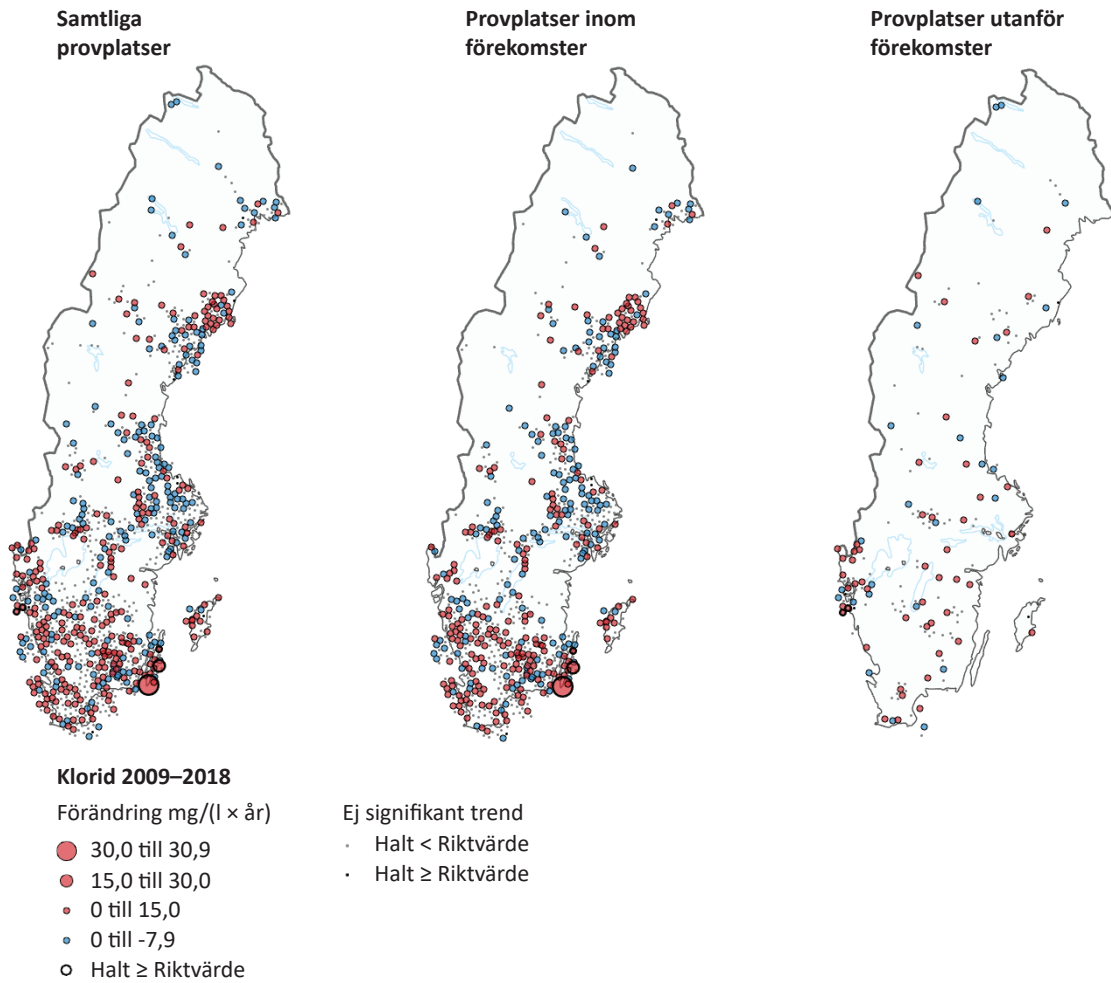 Samtliga
provplatser
Provplatser inom
förekomster
Provplatser utanför
förekomster
Klorid 2009–2018
Förändring mg/(l × år)
30,0 till 30,9
15,0 till 30,0
0 till 15,0
0 till -7,9
Halt ≥ Riktvärde
Ej signifikant trend
Halt < Riktvärde
Halt ≥ Riktvärde